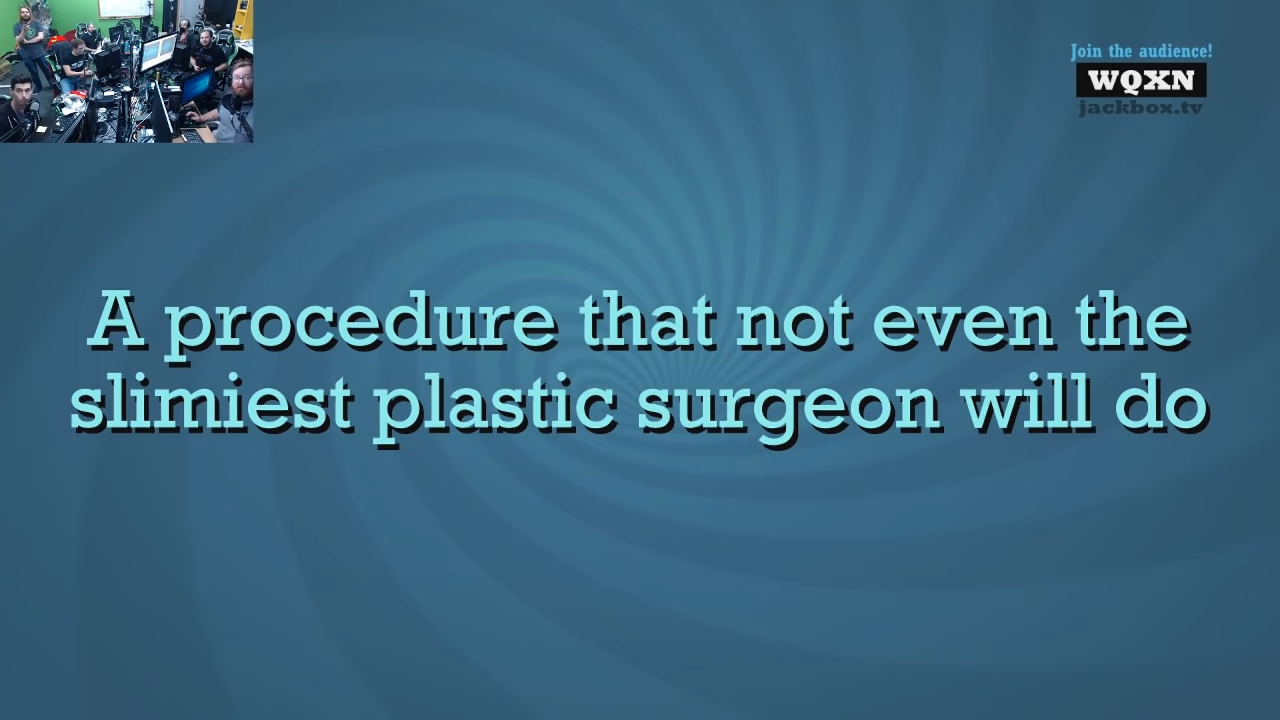 Join the audience!
WQXN
jackbox.tv
A procedure that not even the
slimiest plastic surgeon will do